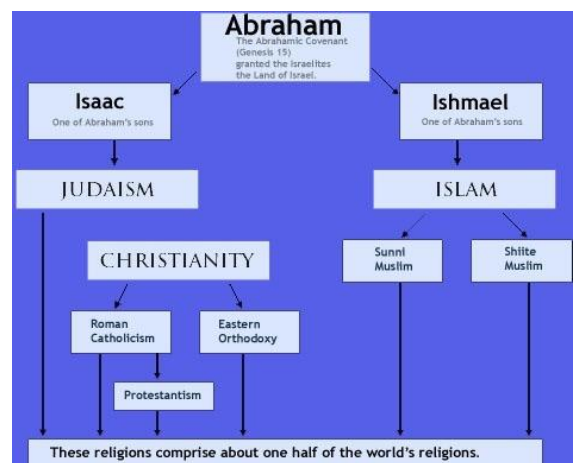 Abraham
The Abrahamic Covenant
(Genesis 15)
granted the Israelites
the Land of Israel.
Isaac
One of Abraham's sons
Ishmael
One of Abraham's sons
JUDAISM
ISLAM
CHRISTIANITY
Sunni
Muslim
Shiite
Muslim
Roman
Catholicism
Eastern
Orthodoxy
Protestantism
These religions comprise about one half of the world's religions.